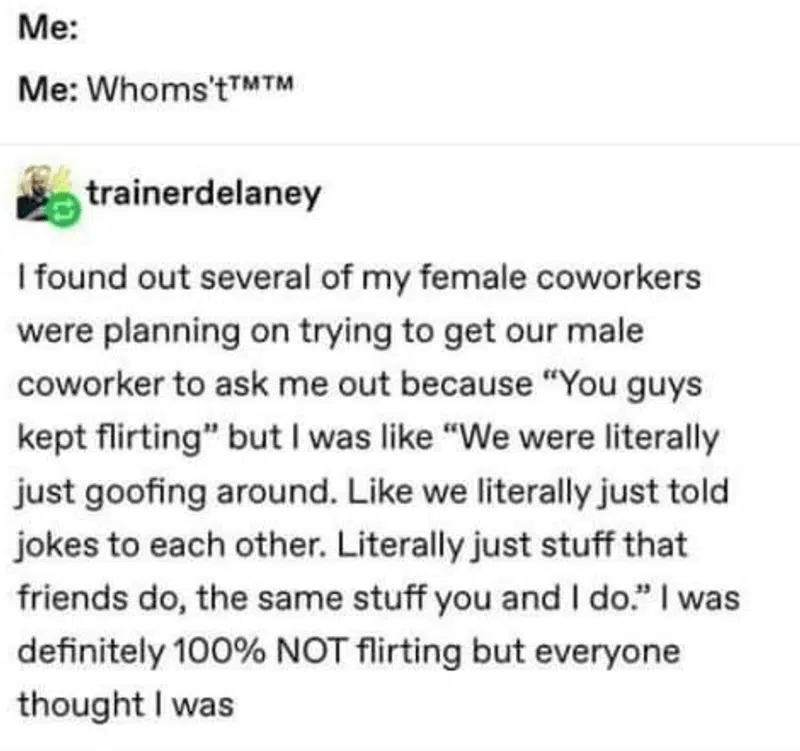 Me:
Me: Whoms't™™
trainerdelaney
I found out several of my female coworkers
were planning on trying to get our male
coworker to ask me out because “You guys
kept flirting” but I was like “We were literally
just goofing around. Like we literally just told
jokes to each other. Literally just stuff that
friends do, the same stuff you and I do.” I was
definitely 100% NOT flirting but everyone
thought I was